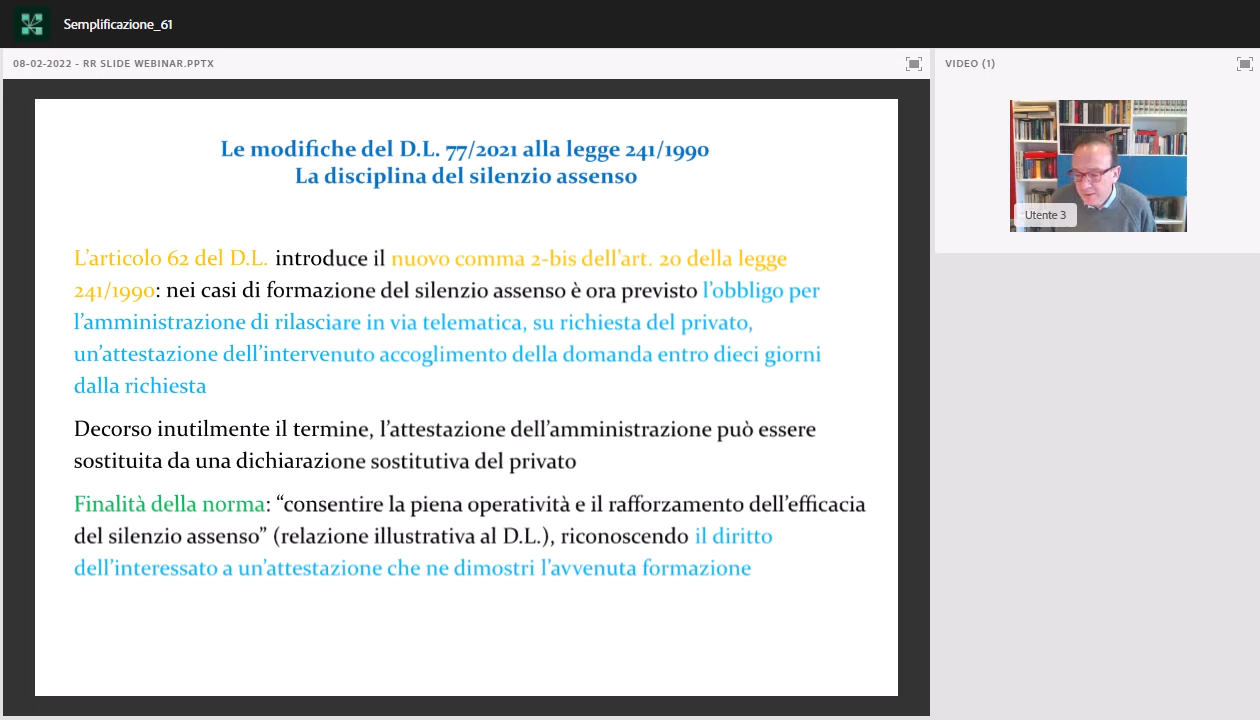 Semplificazione_61
08-02-2022 - RR SLIDE WEBINAR.PPTX
VIDEO (1)
Le modifiche del D.L. 77/2021 alla legge 241/1990
La disciplina del silenzio assenso
L’articolo 62 del D.L. introduce il nuovo comma 2-bis dell’art. 20 della legge
241/1990: nei casi di formazione del silenzio assenso è ora previsto l’obbligo per
l’amministrazione di rilasciare in via telematica, su richiesta del privato,
un’attestazione dell’intervenuto accoglimento della domanda entro dieci giorni
dalla richiesta
Decorso inutilmente il termine, l’attestazione dell’amministrazione può essere
sostituita da una dichiarazione sostitutiva del privato
Finalità della norma: “consentire la piena operatività e il rafforzamento dell’efficacia
del silenzio assenso” (relazione illustrativa al D.L.), riconoscendo il diritto
dell’interessato a un’attestazione che ne dimostri l’avvenuta formazione
Utente 3